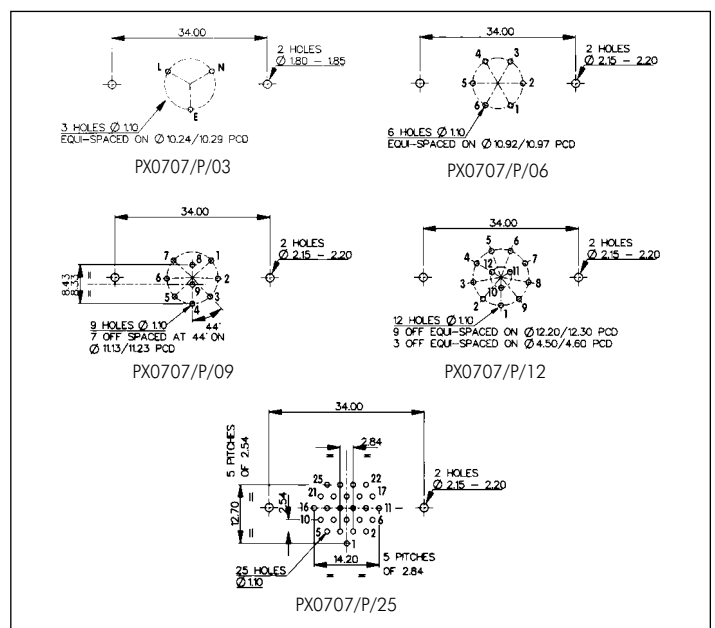 34.00
2 HOLES
Ø 1.80 – 1.85
L
N
E
3 HOLES Ø 1.10
EQUI-SPACED ON Ø 10.24/10.29 PCD
PX0707/P/03
34.00
2 HOLES
Ø 2.15 – 2.20
4
3
5
2
6
1
6 HOLES Ø 1.10
EQUI-SPACED ON Ø 10.92/10.97 PCD
PX0707/P/06
34.00
2 HOLES
Ø 2.15 – 2.20
7
8
1
6
2
9
5
3
4
8.43
8.33
=
=
44°
9 HOLES Ø 1.10
7 OFF SPACED AT 44° ON
Ø 11.13/11.23 PCD
PX0707/P/09
34.00
2 HOLES
Ø 2.15 – 2.20
5
6
4
7
12
11
3
8
10
2
9
1
12 HOLES Ø 1.10
9 OFF EQUI-SPACED ON Ø 12.20/12.30 PCD
3 OFF EQUI-SPACED ON Ø 4.50/4.60 PCD
PX0707/P/12
34.00
5 PITCHES
OF 2.54
2.84
=
=
2 HOLES
Ø 2.15 – 2.20
25
22
21
17
16
11
10
6
5
2
1
12.70
2.54
=
=
14.20
5 PITCHES
OF 2.84
=
=
25 HOLES
Ø 1.10
PX0707/P/25